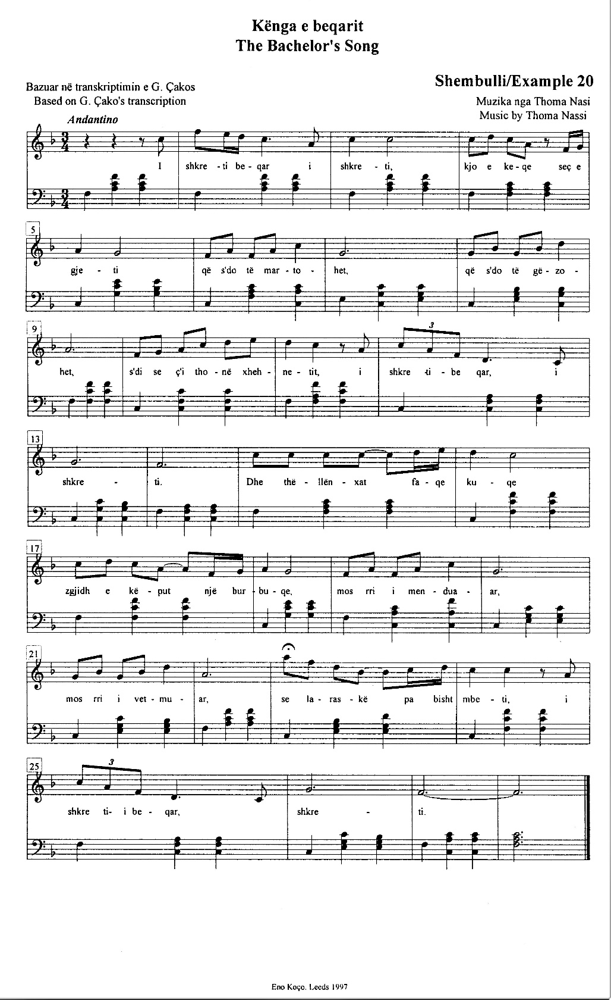 Kënga e beqarit
The Bachelor's Song
Shembulli/Example 20
Bazuar në transkriptimin e G. Çakos
Based on G. Çako's transcription
Muzika nga Thoma Nasi
Music by Thoma Nassi
Andantino
3 4
I shkre - ti be - qar i shkre - ti, kjo e ke - qe seç e
3 4
5
gje - ti që s'do të mar - to - het, që s'do të gë - zo -
9
3
het, s'di se ç'i tho - në xheh - ne - tit, i shkre - ti - be qar, i
13
shkre - ti. Dhe thë - llën - xat fa - qe ku - qe
17
zgjidh e kë - put një bur - bu - qe, mos rri i men - dua - ar,
21
mos rri i vet - mu - ar, se la - ras - kë pa bisht mbe - ti, i
25
3
shkre ti- i be - qar, shkre - ti.
Eno Koço. Leeds 1997